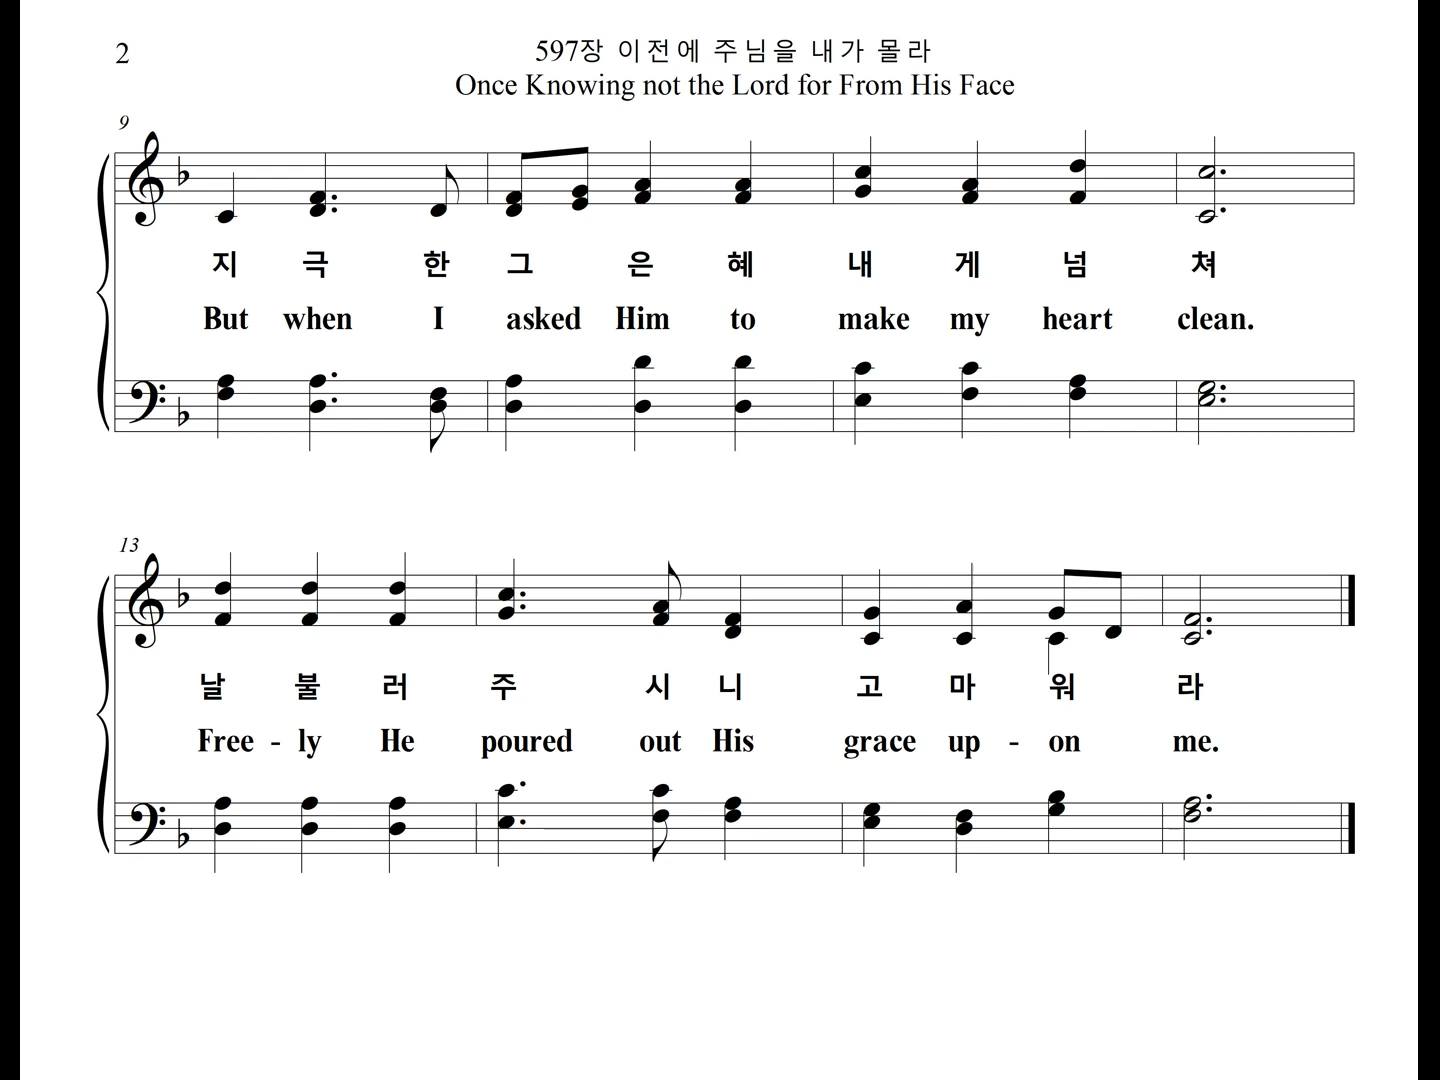 2
597장 이전에 주님을 내가 몰라
Once Knowing not the Lord for From His Face
9
지 극 한 그 은 혜 내 게 넘 쳐
But when I asked Him to make my heart clean.
13
날 불 러 주 시 니 고 마 워 라
Free - ly He poured out His grace up - on me.